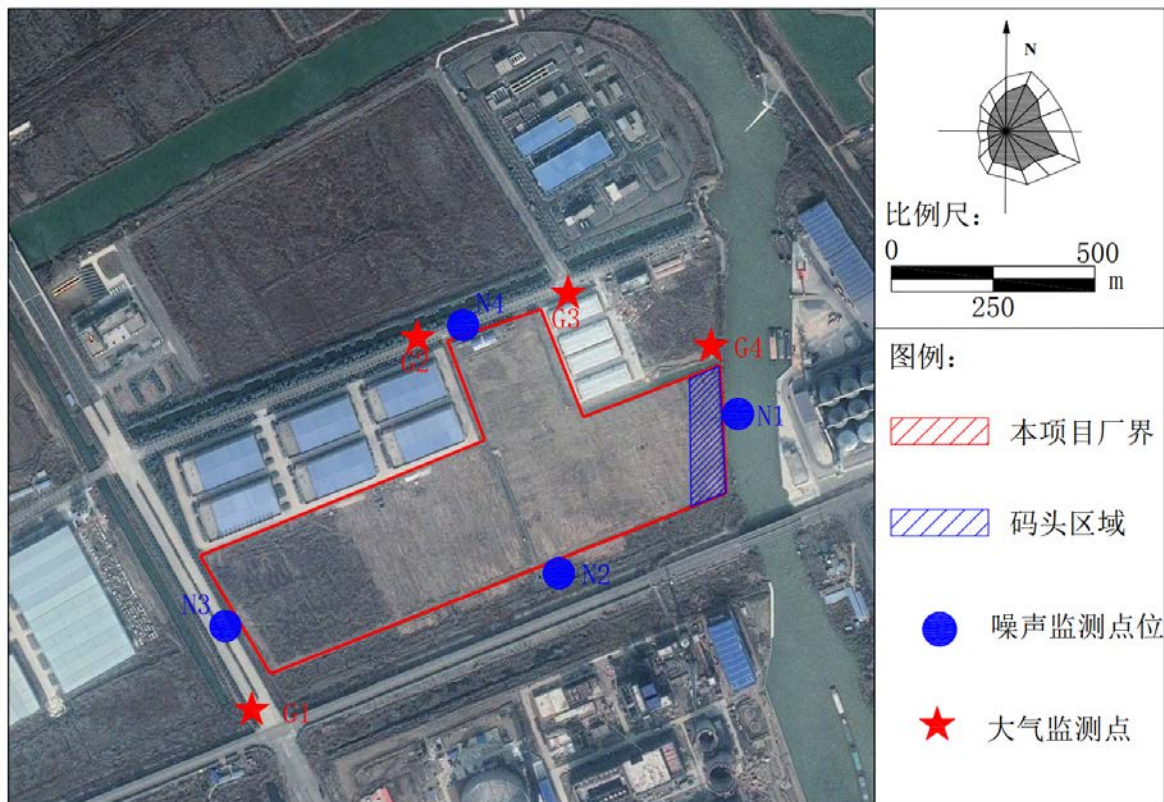 N
比例尺:
0 500
m
250
图例:
本项目厂界
码头区域
噪声监测点位
大气监测点
N4
G3
G2
G4
N1
N2
N3
G1